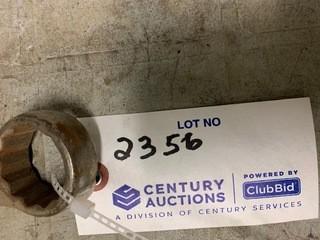 LOT NO
2356
CENTURY
AUCTIONS
POWERED BY
ClubBid
A DIVISION OF CENTURY SERVICES